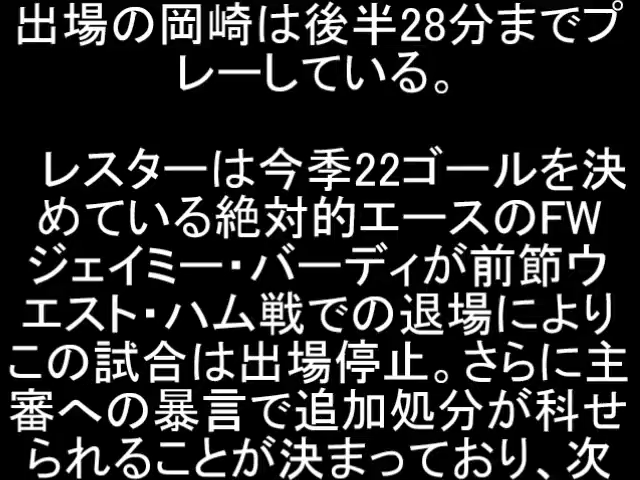 出場の岡崎は後半28分までプ
レーしている。
レスターは今季22ゴールを決
めている絶対的エースのFW
ジェイミー・バーディが前節ウ
エスト・ハム戦での退場により
この試合は出場停止。さらに主
審への暴言で追加処分が科せ
られることが決まっており、次